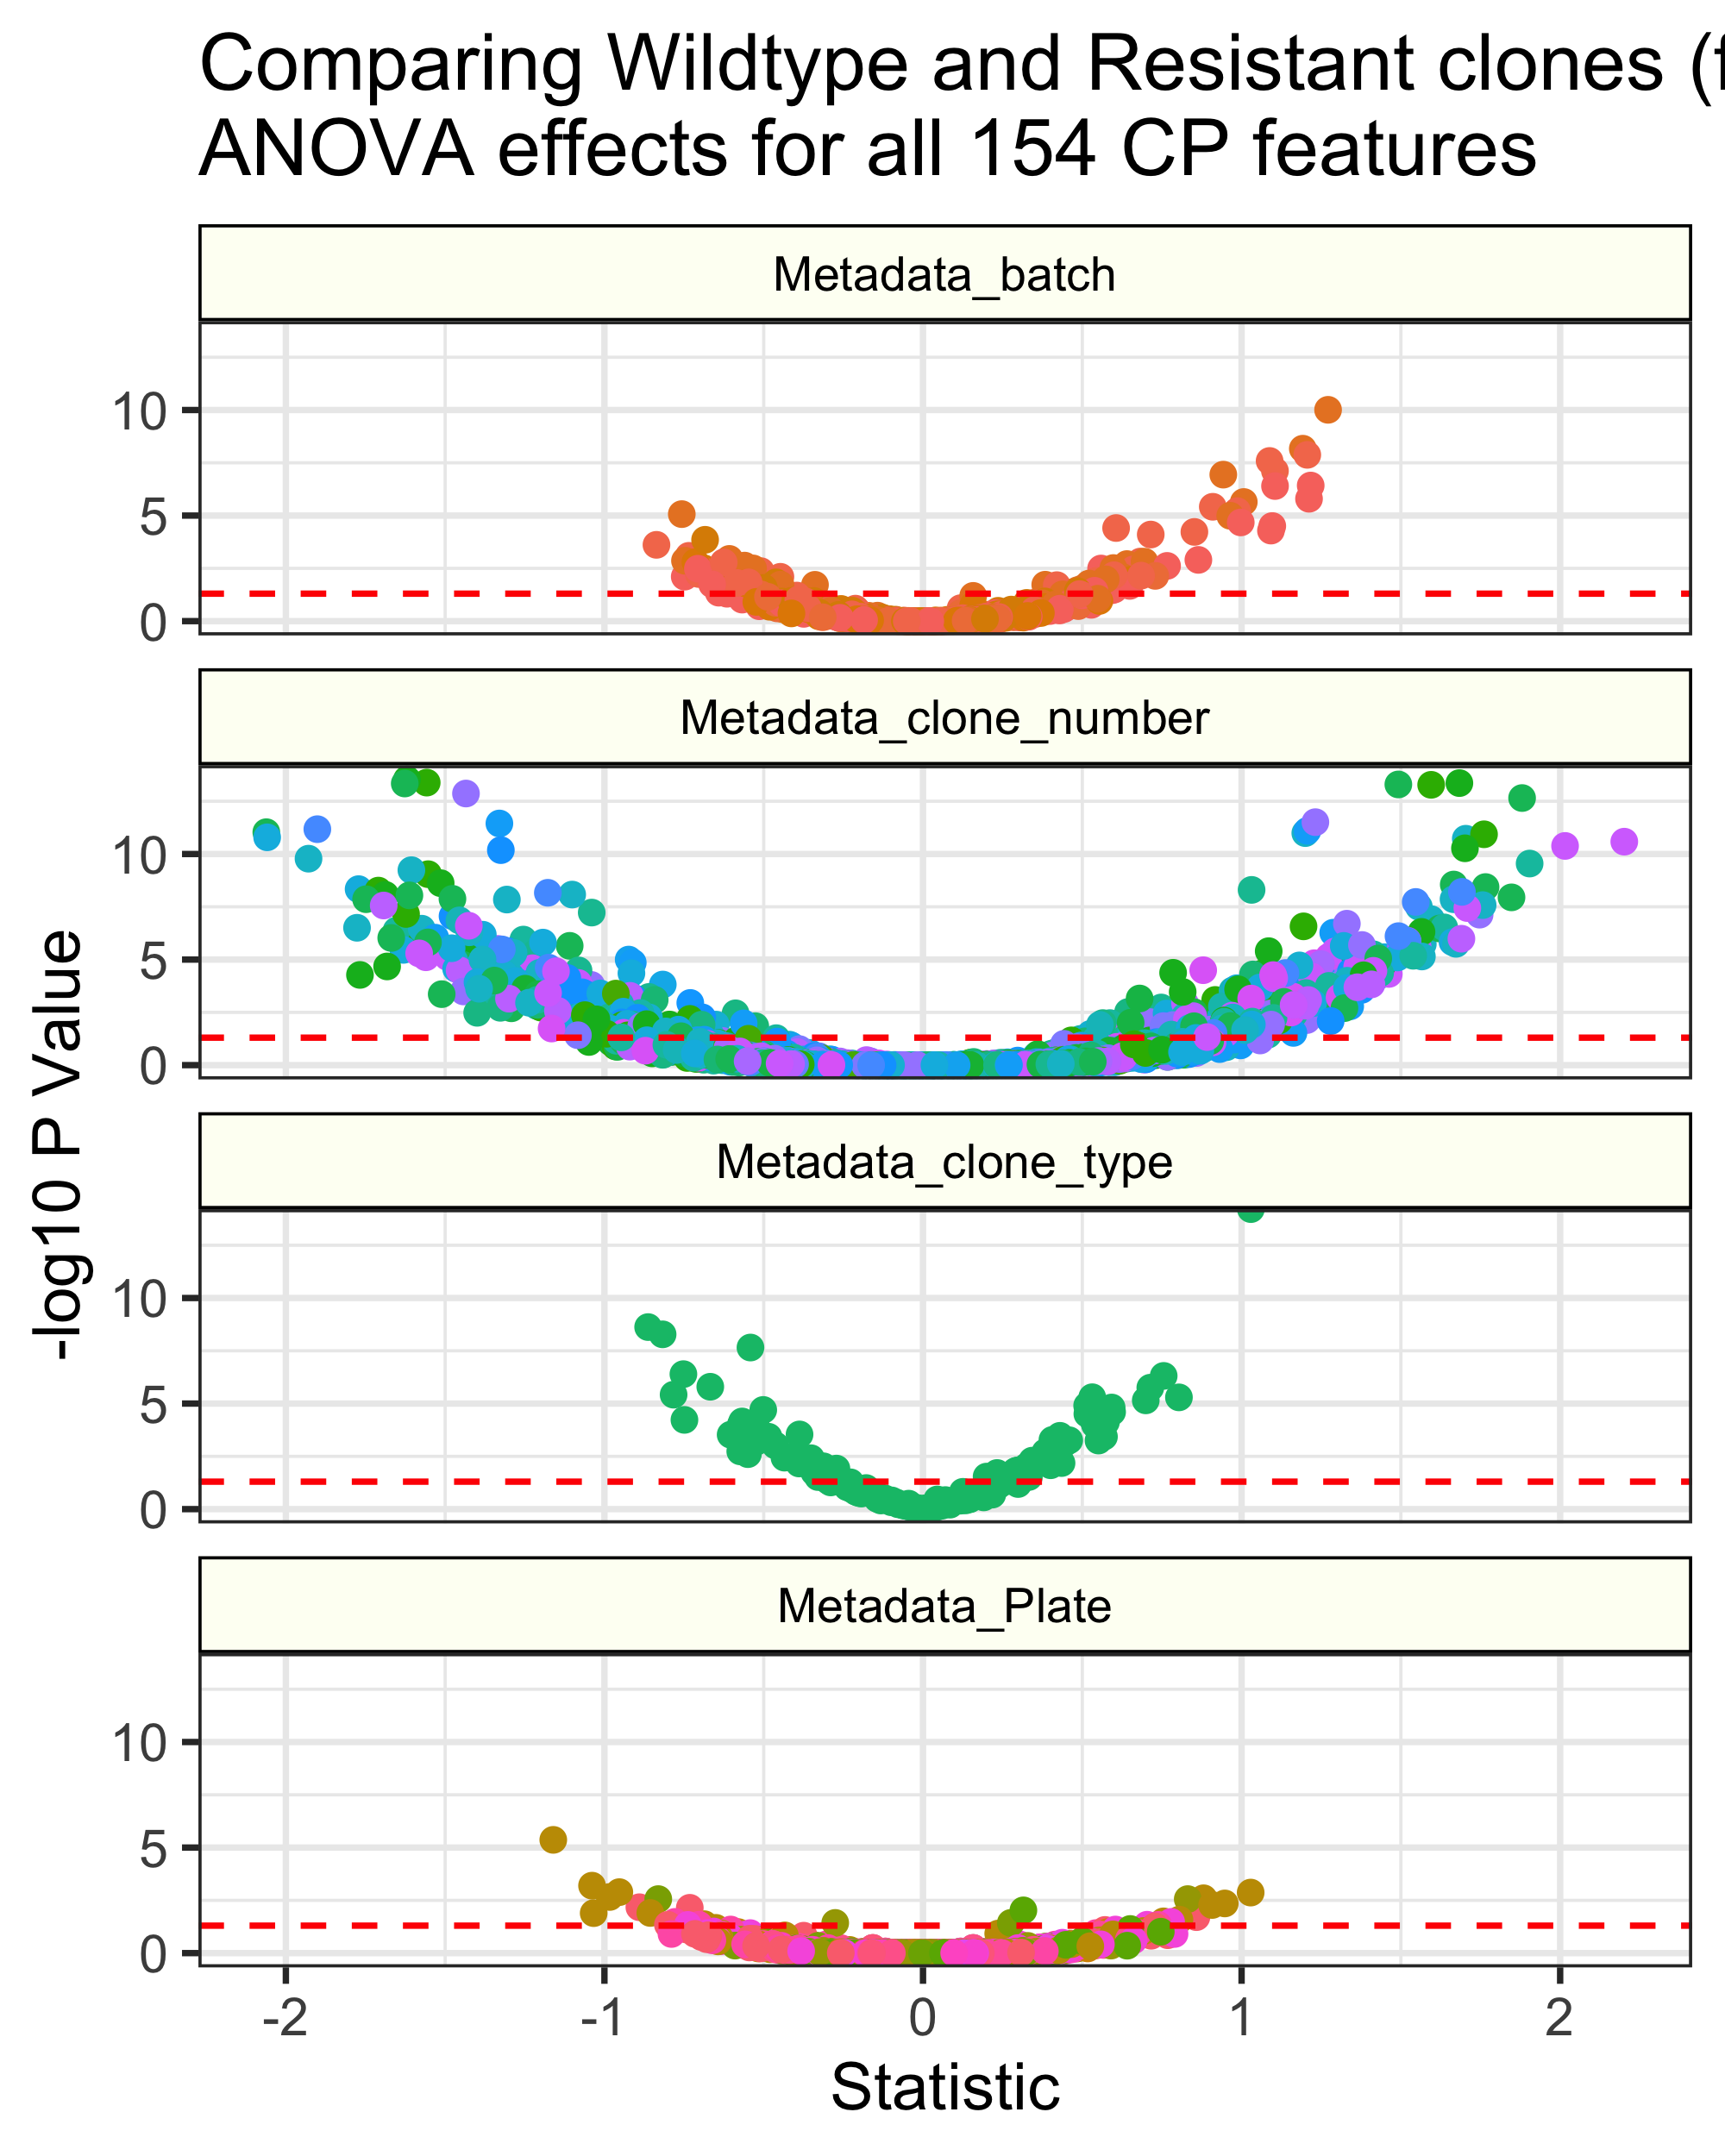 Comparing Wildtype and Resistant clones (f
ANOVA effects for all 154 CP features
Metadata_batch
10
5
0
Metadata_clone_number
10
5
0
-log10 P Value
Metadata_clone_type
10
5
0
Metadata_Plate
10
5
0
-2 -1 0 1 2
Statistic